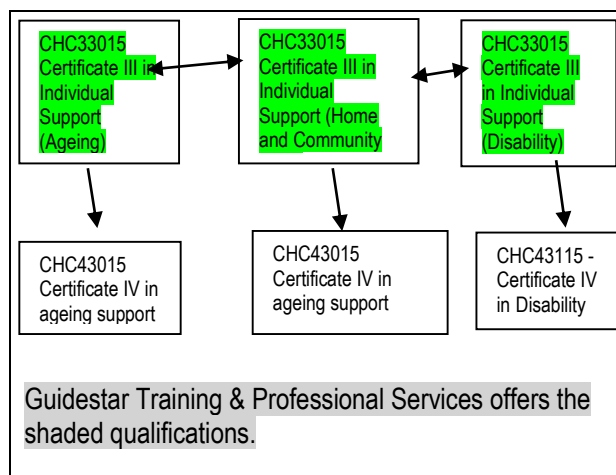 CHC33015
Certificate III in
Individual
Support
(Ageing)
CHC33015
Certificate III in
Individual
Support (Home
and Community
CHC33015
Certificate III
in Individual
Support
(Disability)
CHC43015
Certificate IV in
ageing support
CHC43015
Certificate IV in
ageing support
CHC43115 -
Certificate IV
in Disability
Guidestar Training & Professional Services offers the
shaded qualifications.